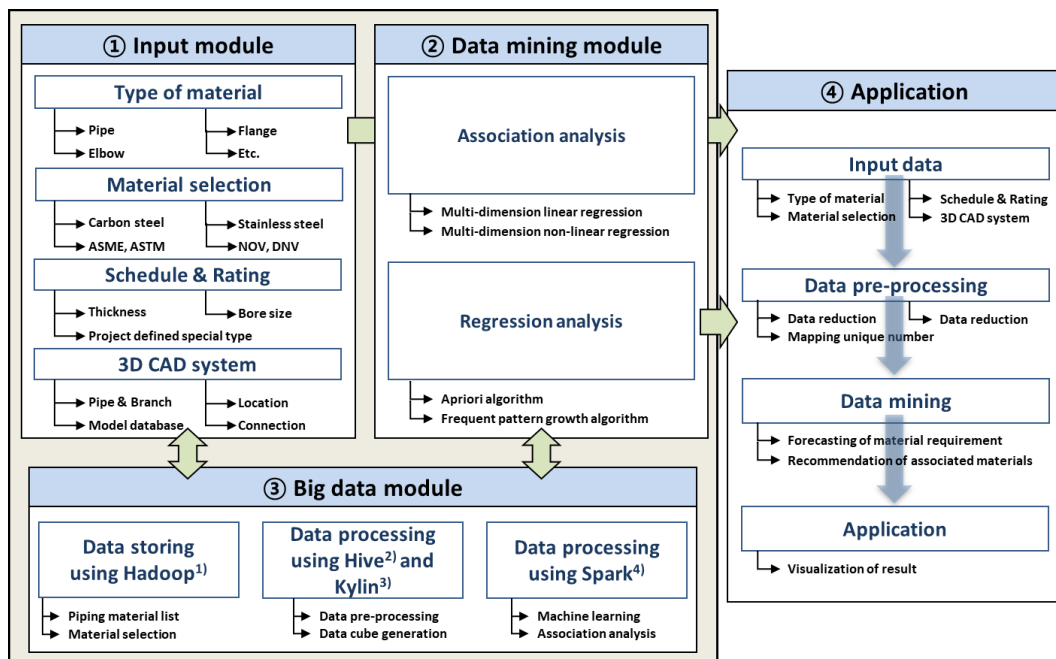 ① Input module
Type of material
Pipe
Flange
Elbow
Etc.
Material selection
Carbon steel
Stainless steel
ASME, ASTM
NOV, DNV
Schedule & Rating
Thickness
Bore size
Project defined special type
3D CAD system
Pipe & Branch
Location
Model database
Connection
② Data mining module
Association analysis
Multi-dimension linear regression
Multi-dimension non-linear regression
Regression analysis
Apriori algorithm
Frequent pattern growth algorithm
③ Big data module
Data storing
using Hadoop1)
Piping material list
Material selection
Data processing
using Hive2) and
Kylin3)
Data pre-processing
Data cube generation
Data processing
using Spark4)
Machine learning
Association analysis
④ Application
Input data
Type of material
Schedule & Rating
Material selection
3D CAD system
Data pre-processing
Data reduction
Data reduction
Mapping unique number
Data mining
Forecasting of material requirement
Recommendation of associated materials
Application
Visualization of result